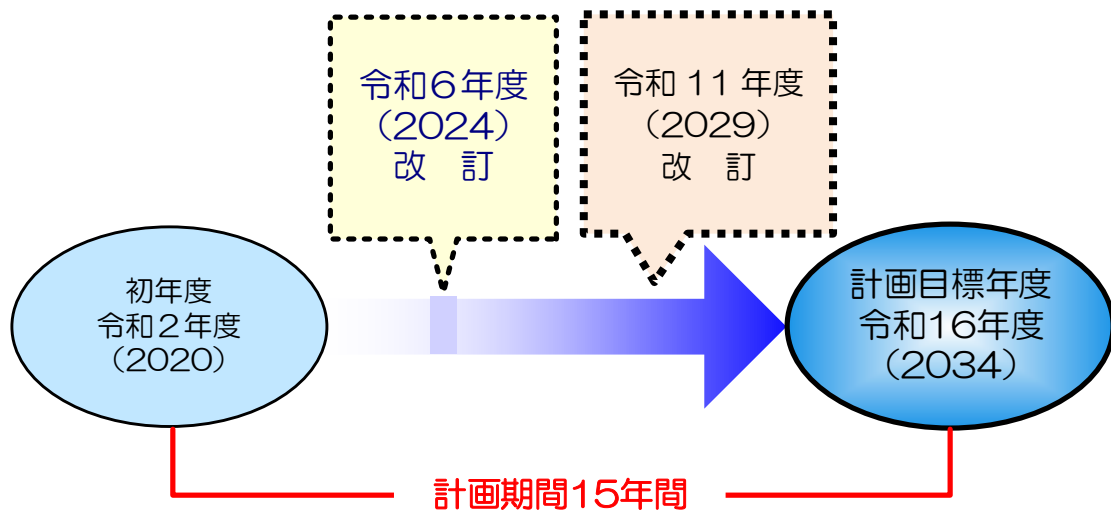 令和６年度
（2024）
改　訂
令和 11 年度
（2029）
改　訂
初年度
令和２年度
（2020）
計画目標年度
令和16年度
（2034）
計画期間15年間